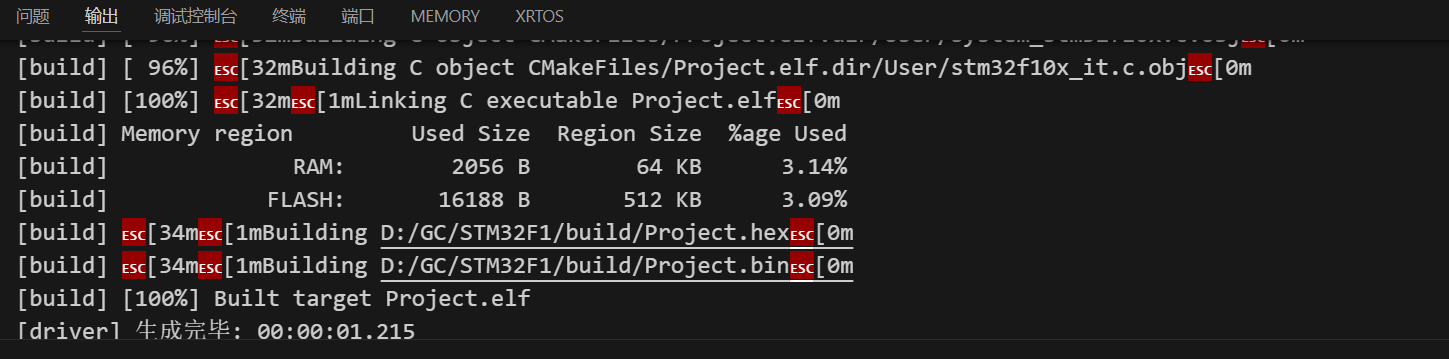 问题 输出 调试控制台 终端 端口 MEMORY XRTOS
[build] [ 96%] ESC[32mBuilding C object CMakeFiles/Project.elf.dir/User/stm32f10x_it.c.objESC[0m
[build] [100%] ESC[32mESC[1mLinking C executable Project.elfESC[0m
[build] Memory region         Used Size  Region Size  %age Used
[build]              RAM:        2056 B        64 KB      3.14%
[build]            FLASH:       16188 B       512 KB      3.09%
[build] ESC[34mESC[1mBuilding D:/GC/STM32F1/build/Project.hexESC[0m
[build] ESC[34mESC[1mBuilding D:/GC/STM32F1/build/Project.binESC[0m
[build] [100%] Built target Project.elf
[driver] 生成完毕: 00:00:01.215